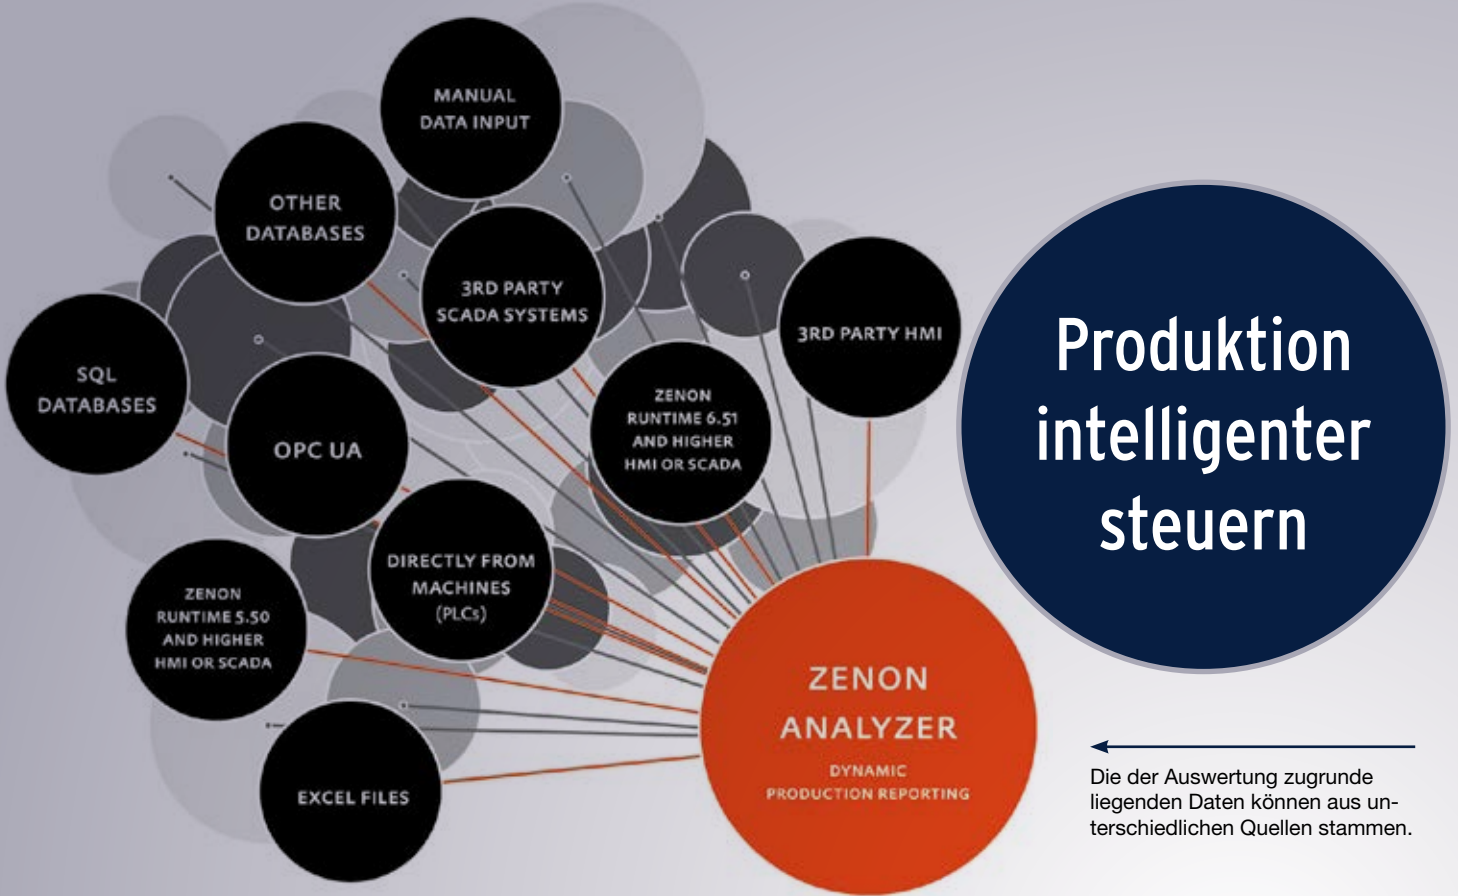 MANUAL
DATA INPUT
OTHER
DATABASES
3RD PARTY
SCADA SYSTEMS
3RD PARTY HMI
SQL
DATABASES
OPC UA
ZENON
RUNTIME 6.51
AND HIGHER
HMI OR SCADA
DIRECTLY FROM
MACHINES
(PLCs)
ZENON
RUNTIME 5.50
AND HIGHER
HMI OR SCADA
EXCEL FILES
ZENON
ANALYZER
DYNAMIC
PRODUCTION REPORTING
Produktion
intelligenter
steuern
Die der Auswertung zugrunde
liegenden Daten können aus un-
terschiedlichen Quellen stammen.